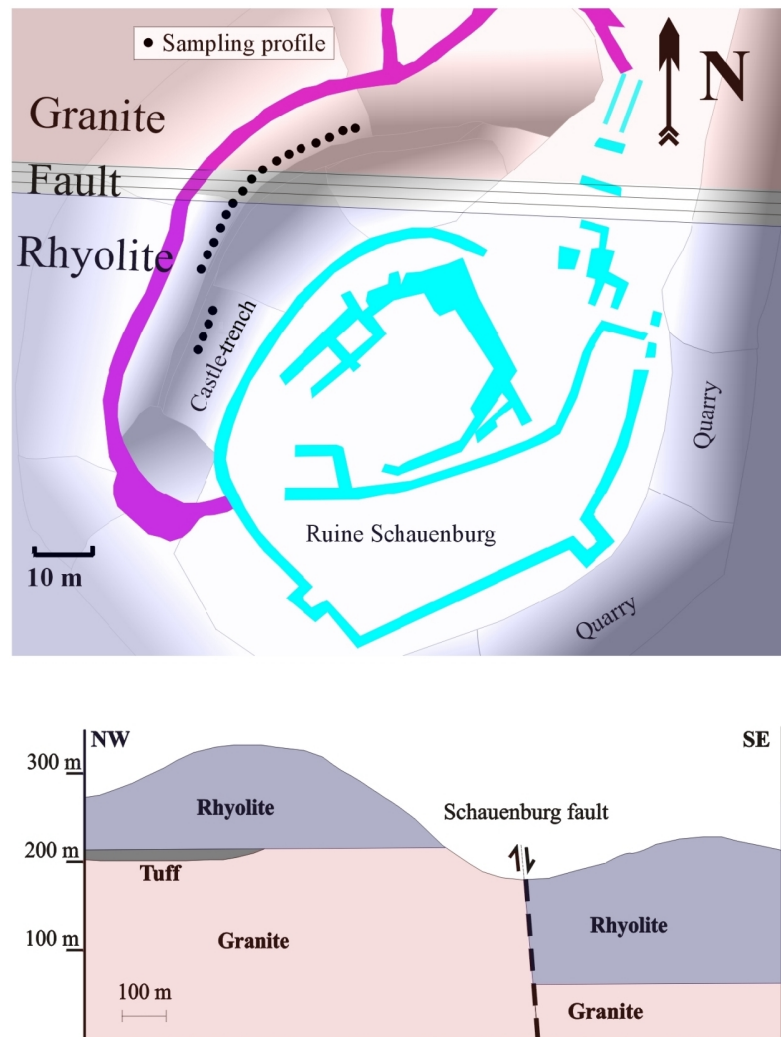 • Sampling profile
N
Granite
Fault
Rhyolite
Castle-trench
Quarry
Ruine Schauenburg
10 m
Quarry
NW
SE
300 m
Rhyolite
Schauenburg fault
200 m
Tuff
Rhyolite
100 m
Granite
100 m
Granite